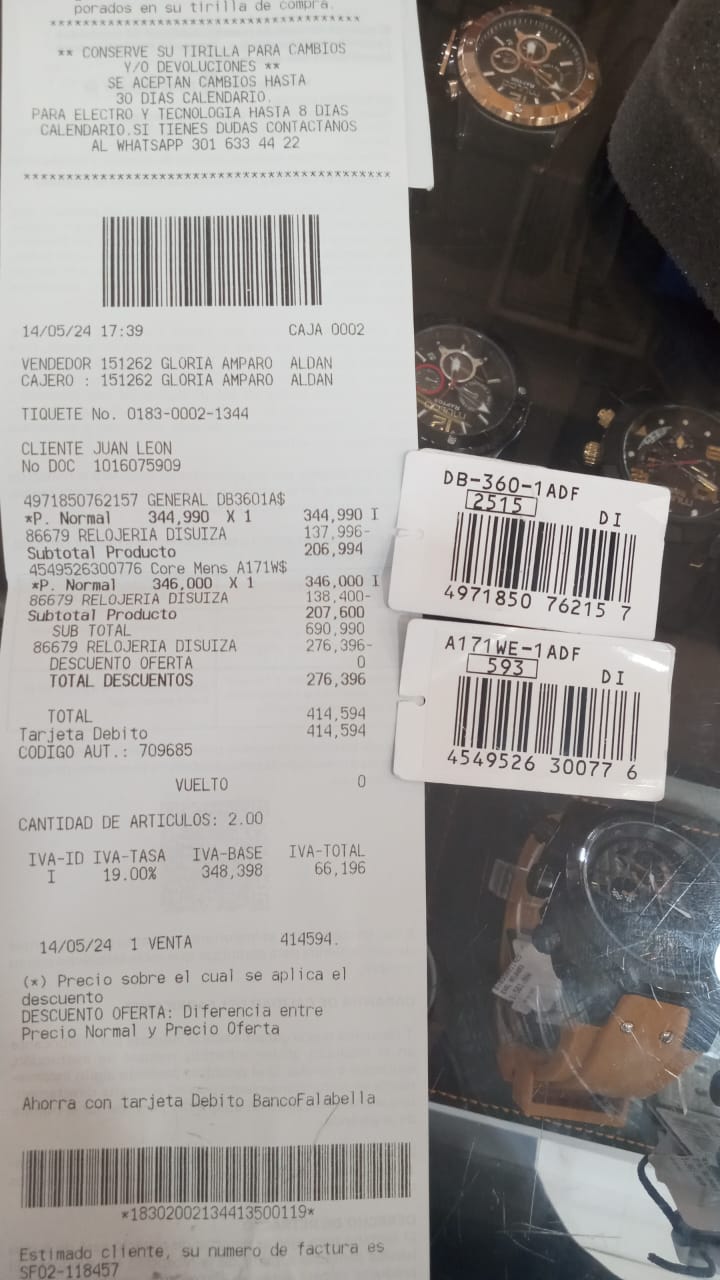 porados en su tirilla de compra.
*****************************************
** CONSERVE SU TIRILLA PARA CAMBIOS
Y/O DEVOLUCIONES **
SE ACEPTAN CAMBIOS HASTA
30 DIAS CALENDARIO.
PARA ELECTRO Y TECNOLOGIA HASTA 8 DIAS
CALENDARIO.SI TIENES DUDAS CONTACTANOS
AL WHATSAPP 301 633 44 22
*****************************************
14/05/24 17:39 CAJA 0002
VENDEDOR 151262 GLORIA AMPARO ALDAN
CAJERO : 151262 GLORIA AMPARO ALDAN
TIQUETE No. 0183-0002-1344
CLIENTE JUAN LEON
No DOC 1016075909
4971850762157 GENERAL DB3601A$
*P. Normal 344,990 X 1 344,990 I
86679 RELOJERIA DISUIZA 137,996-
Subtotal Producto 206,994
4549526300776 Core Mens A171W$
*P. Normal 346,000 X 1 346,000 I
86679 RELOJERIA DISUIZA 138,400-
Subtotal Producto 207,600
SUB TOTAL 690,990
86679 RELOJERIA DISUIZA 276,396-
DESCUENTO OFERTA 0
TOTAL DESCUENTOS 276,396
TOTAL 414,594
Tarjeta Debito 414,594
CODIGO AUT.: 709685
VUELTO 0
CANTIDAD DE ARTICULOS: 2.00
IVA-ID IVA-TASA IVA-BASE IVA-TOTAL
I 19.00% 348,398 66,196
14/05/24 1 VENTA 414594.
(*) Precio sobre el cual se aplica el
descuento
DESCUENTO OFERTA: Diferencia entre
Precio Normal y Precio Oferta
Ahorra con tarjeta Debito BancoFalabella
*18302002134413500119*
Estimado cliente, su numero de factura es
SF02-118457
DB-360-1ADF
2515 DI
4971850 76215 7
A171WE-1ADF
593 DI
4549526 30077 6